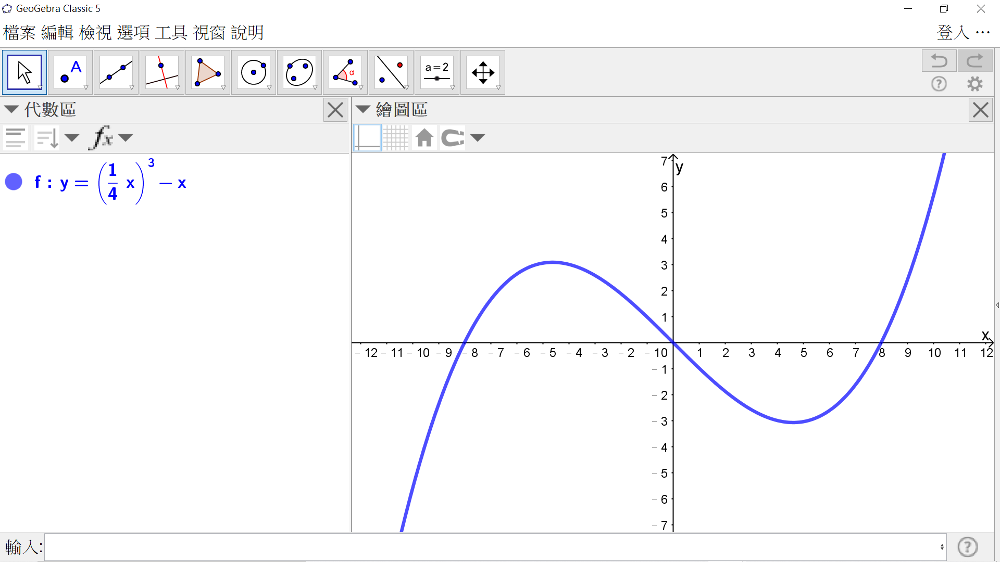 GeoGebra Classic 5
檔案 編輯 檢視 選項 工具 視窗 說明
登入 ...
A
α
a = 2
代數區
繪圖區
fx
f : y = (1/4 x)^3 − x
y
7
6
5
4
3
2
1
x
– 12 – 11 – 10 – 9 – 8 – 7 – 6 – 5 – 4 – 3 – 2 – 1 0 1 2 3 4 5 6 7 8 9 10 11 12
– 1
– 2
– 3
– 4
– 5
– 6
– 7
輸入: